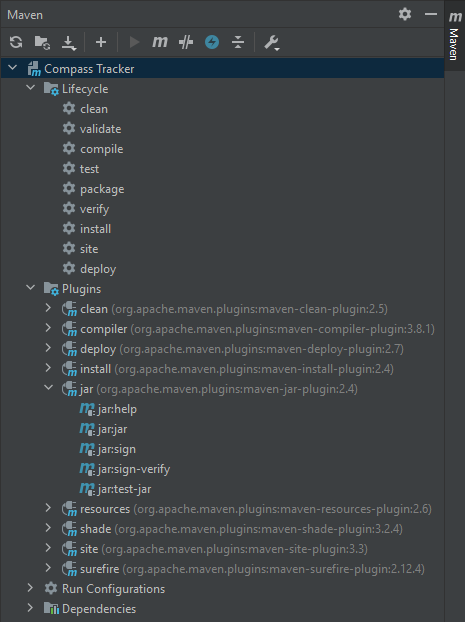 Maven
Maven
Compass Tracker
Lifecycle
clean
validate
compile
test
package
verify
install
site
deploy
Plugins
clean (org.apache.maven.plugins:maven-clean-plugin:2.5)
compiler (org.apache.maven.plugins:maven-compiler-plugin:3.8.1)
deploy (org.apache.maven.plugins:maven-deploy-plugin:2.7)
install (org.apache.maven.plugins:maven-install-plugin:2.4)
jar (org.apache.maven.plugins:maven-jar-plugin:2.4)
jar:help
jar:jar
jar:sign
jar:sign-verify
jar:test-jar
resources (org.apache.maven.plugins:maven-resources-plugin:2.6)
shade (org.apache.maven.plugins:maven-shade-plugin:3.2.4)
site (org.apache.maven.plugins:maven-site-plugin:3.3)
surefire (org.apache.maven.plugins:maven-surefire-plugin:2.12.4)
Run Configurations
Dependencies